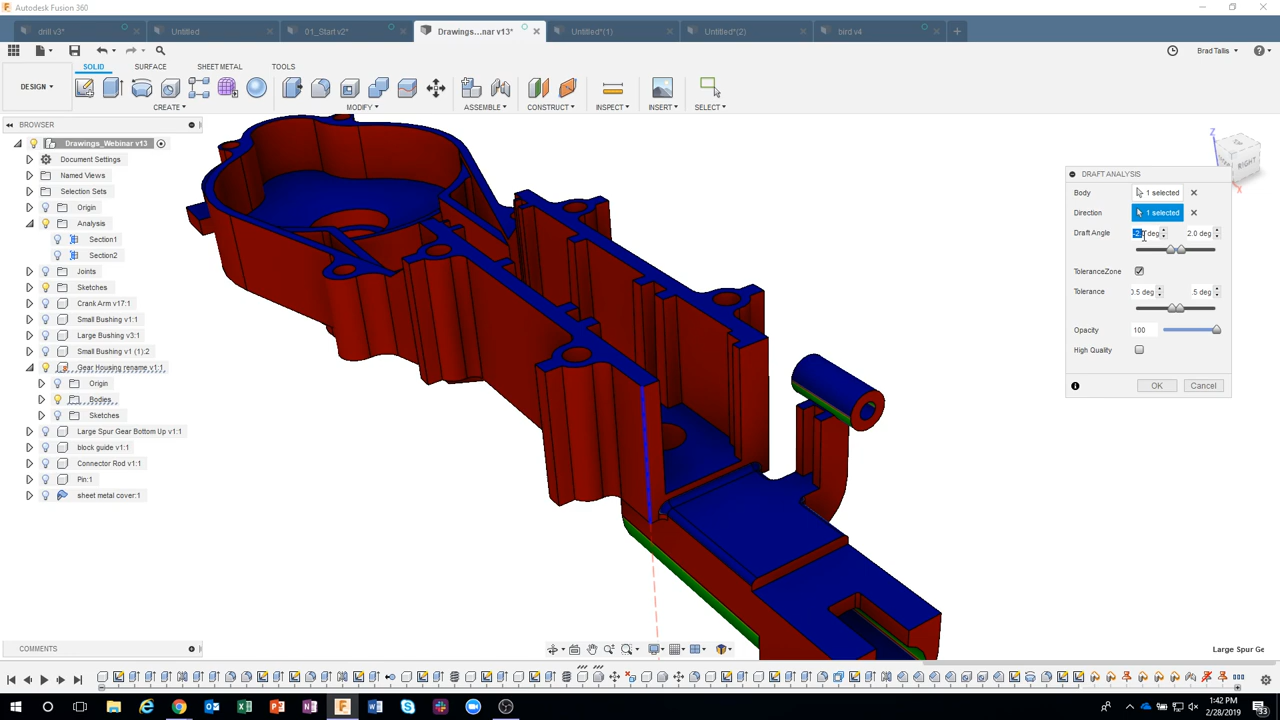 Autodesk Fusion 360
drill v3*
Untitled
01_Start v2*
Drawings...nar v13*
Untitled*(1)
Untitled*(2)
bird v4
Brad Tallis
SOLID
SURFACE
SHEET METAL
TOOLS
DESIGN
CREATE
MODIFY
ASSEMBLE
CONSTRUCT
INSPECT
INSERT
SELECT
BROWSER
Drawings_Webinar v13
Document Settings
Named Views
Selection Sets
Origin
Analysis
Section1
Section2
Joints
Sketches
Crank Arm v17:1
Small Bushing v1:1
Large Bushing v3:1
Small Bushing v1 (1):2
Gear Housing rename v1:1
Origin
Bodies
Sketches
Large Spur Gear Bottom Up v1:1
block guide v1:1
Connector Rod v1:1
Pin:1
sheet metal cover:1
Z
RIGHT
X
DRAFT ANALYSIS
Body 1 selected
Direction 1 selected
Draft Angle deg 2.0 deg
ToleranceZone
Tolerance 0.5 deg .5 deg
Opacity 100
High Quality
OK
Cancel
COMMENTS
Large Spur Ge
1:42 PM
2/28/2019
33